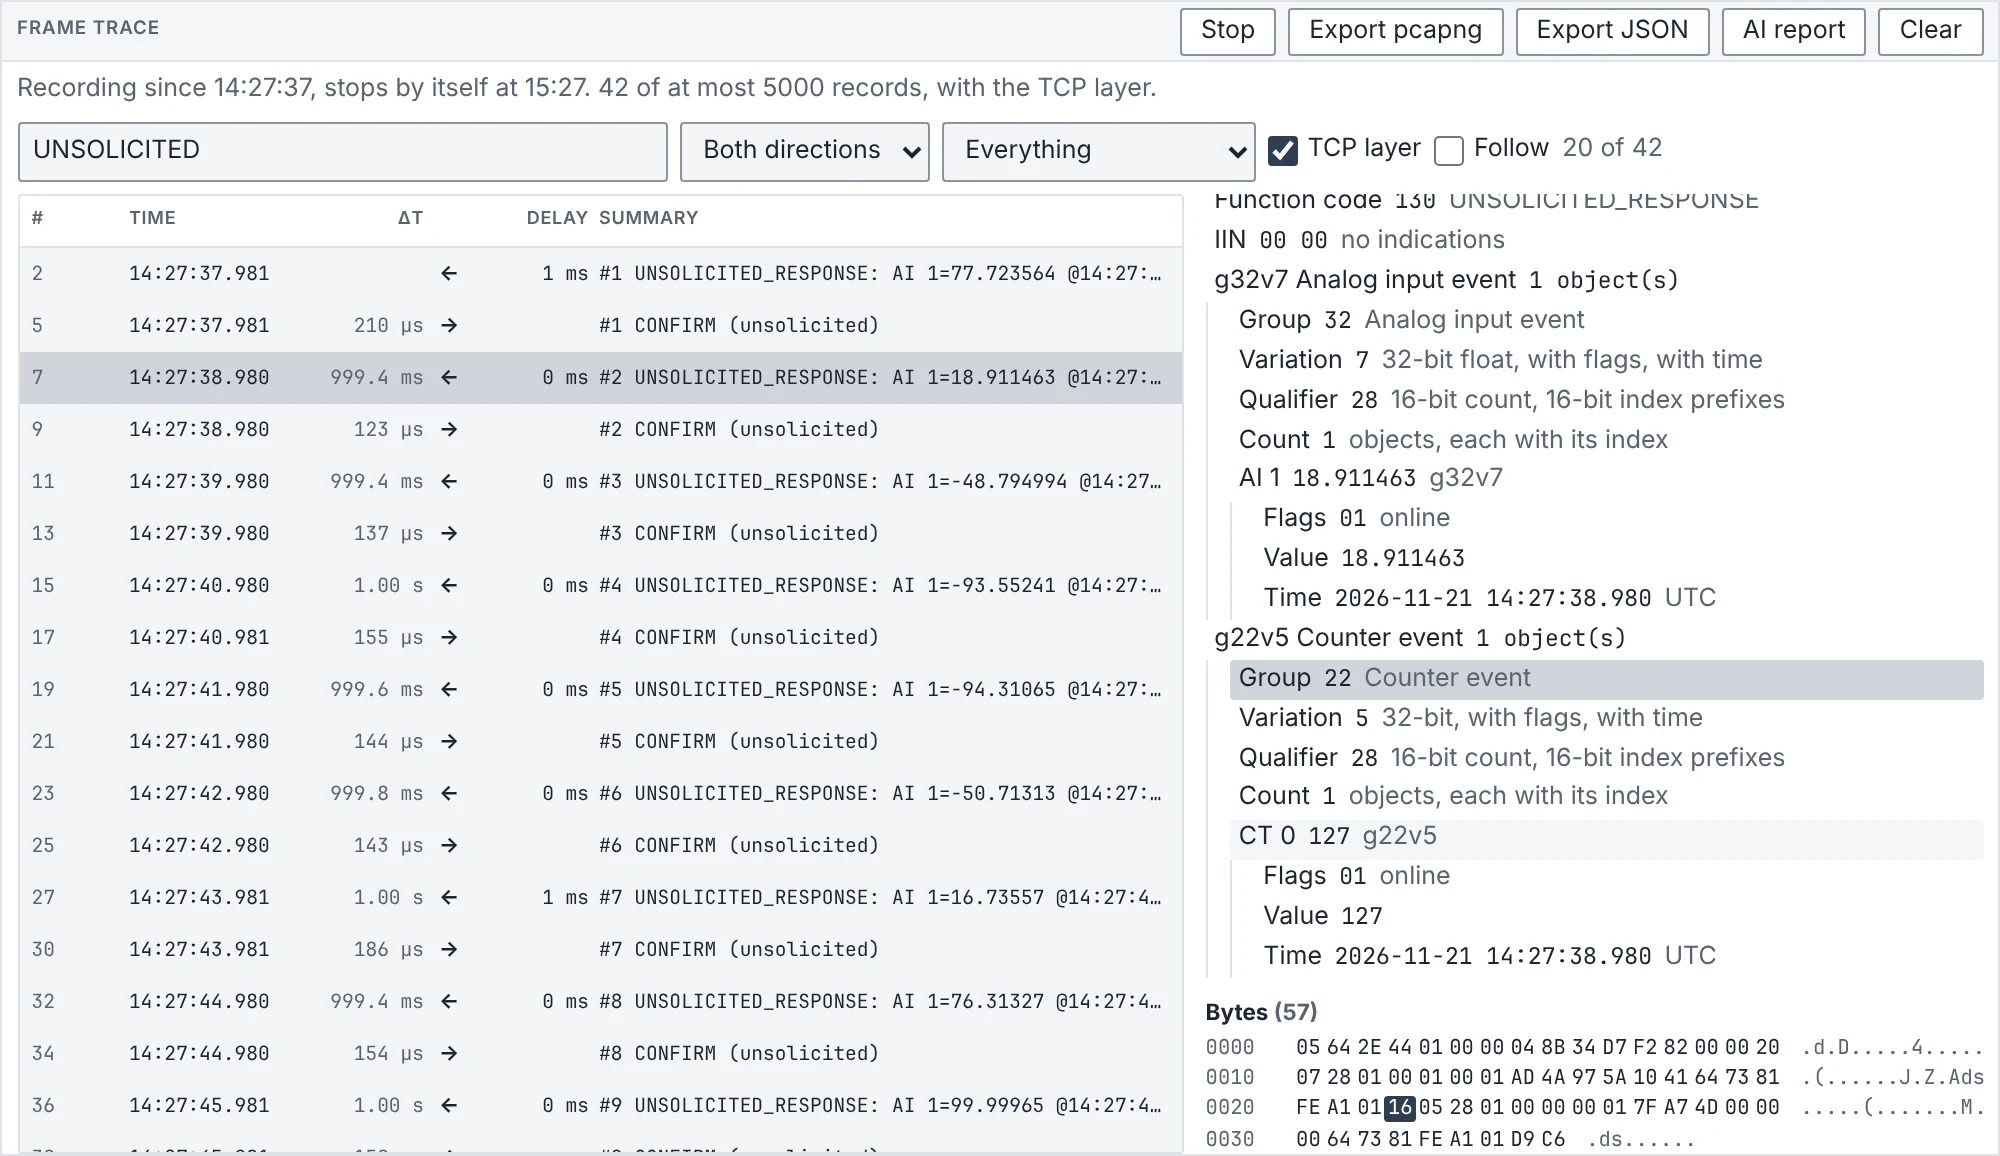 FRAME TRACE
Stop Export pcapng Export JSON AI report Clear
Recording since 14:27:37, stops by itself at 15:27. 42 of at most 5000 records, with the TCP layer.
UNSOLICITED Both directions Everything TCP layer Follow 20 of 42
# TIME ΔT DELAY SUMMARY
2 14:27:37.981 ← 1 ms #1 UNSOLICITED_RESPONSE: AI 1=77.723564 @14:27:…
5 14:27:37.981 210 µs → #1 CONFIRM (unsolicited)
7 14:27:38.980 999.4 ms ← 0 ms #2 UNSOLICITED_RESPONSE: AI 1=18.911463 @14:27:…
9 14:27:38.980 123 µs → #2 CONFIRM (unsolicited)
11 14:27:39.980 999.4 ms ← 0 ms #3 UNSOLICITED_RESPONSE: AI 1=-48.794994 @14:27…
13 14:27:39.980 137 µs → #3 CONFIRM (unsolicited)
15 14:27:40.980 1.00 s ← 0 ms #4 UNSOLICITED_RESPONSE: AI 1=-93.55241 @14:27:…
17 14:27:40.981 155 µs → #4 CONFIRM (unsolicited)
19 14:27:41.980 999.6 ms ← 0 ms #5 UNSOLICITED_RESPONSE: AI 1=-94.31065 @14:27:…
21 14:27:41.980 144 µs → #5 CONFIRM (unsolicited)
23 14:27:42.980 999.8 ms ← 0 ms #6 UNSOLICITED_RESPONSE: AI 1=-50.71313 @14:27:…
25 14:27:42.980 143 µs → #6 CONFIRM (unsolicited)
27 14:27:43.981 1.00 s ← 1 ms #7 UNSOLICITED_RESPONSE: AI 1=16.73557 @14:27:4…
30 14:27:43.981 186 µs → #7 CONFIRM (unsolicited)
32 14:27:44.980 999.4 ms ← 0 ms #8 UNSOLICITED_RESPONSE: AI 1=76.31327 @14:27:4…
34 14:27:44.980 154 µs → #8 CONFIRM (unsolicited)
36 14:27:45.981 1.00 s ← 0 ms #9 UNSOLICITED_RESPONSE: AI 1=99.99965 @14:27:4…
Function code 130 UNSOLICITED_RESPONSE
IIN 00 00 no indications
g32v7 Analog input event 1 object(s)
Group 32 Analog input event
Variation 7 32-bit float, with flags, with time
Qualifier 28 16-bit count, 16-bit index prefixes
Count 1 objects, each with its index
AI 1 18.911463 g32v7
Flags 01 online
Value 18.911463
Time 2026-11-21 14:27:38.980 UTC
g22v5 Counter event 1 object(s)
Group 22 Counter event
Variation 5 32-bit, with flags, with time
Qualifier 28 16-bit count, 16-bit index prefixes
Count 1 objects, each with its index
CT 0 127 g22v5
Flags 01 online
Value 127
Time 2026-11-21 14:27:38.980 UTC
Bytes (57)
0000 05 64 2E 44 01 00 00 04 8B 34 D7 F2 82 00 00 20 .d.D.....4.....
0010 07 28 01 00 01 00 01 AD 4A 97 5A 10 41 64 73 81 .(......J.Z.Ads
0020 FE A1 01 16 05 28 01 00 00 00 01 7F A7 4D 00 00 .....(.......M.
0030 00 64 73 81 FE A1 01 D9 C6 .ds......